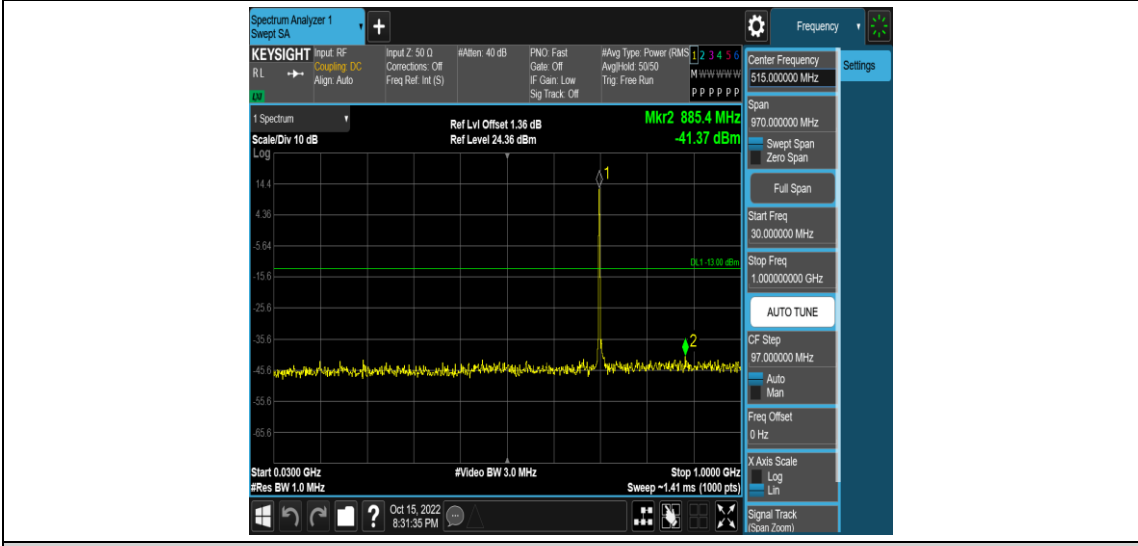 Spectrum Analyzer 1
Swept SA
+
Frequency
KEYSIGHT
RL
Input: RF
Coupling: DC
Align: Auto
Input Z: 50 Ω
Corrections: Off
Freq Ref: Int (S)
#Atten: 40 dB
PNO: Fast
Gate: Off
IF Gain: Low
Sig Track: Off
#Avg Type: Power (RMS
Avg|Hold: 50/50
Trig: Free Run
1 2 3 4 5 6
M W W W W W
P P P P P P
1 Spectrum
Scale/Div 10 dB
Log
Ref Lvl Offset 1.36 dB
Ref Level 24.36 dBm
Mkr2 885.4 MHz
-41.37 dBm
1
14.4
4.36
-5.64
DL1 -13.00 dBm
-15.6
-25.6
-35.6
2
-45.6
-55.6
-65.6
Start 0.0300 GHz
#Res BW 1.0 MHz
#Video BW 3.0 MHz
Stop 1.0000 GHz
Sweep ~1.41 ms (1000 pts)
?
Oct 15, 2022
8:31:35 PM
Center Frequency
515.000000 MHz
Settings
Span
970.000000 MHz
Swept Span
Zero Span
Full Span
Start Freq
30.000000 MHz
Stop Freq
1.000000000 GHz
AUTO TUNE
CF Step
97.000000 MHz
Auto
Man
Freq Offset
0 Hz
X Axis Scale
Log
Lin
Signal Track
(Span Zoom)